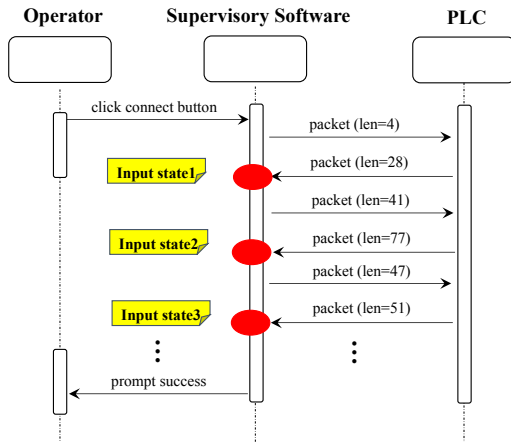 Operator
Supervisory Software
PLC
click connect button
packet (len=4)
Input state1
packet (len=28)
packet (len=41)
Input state2
packet (len=77)
packet (len=47)
Input state3
packet (len=51)
prompt success